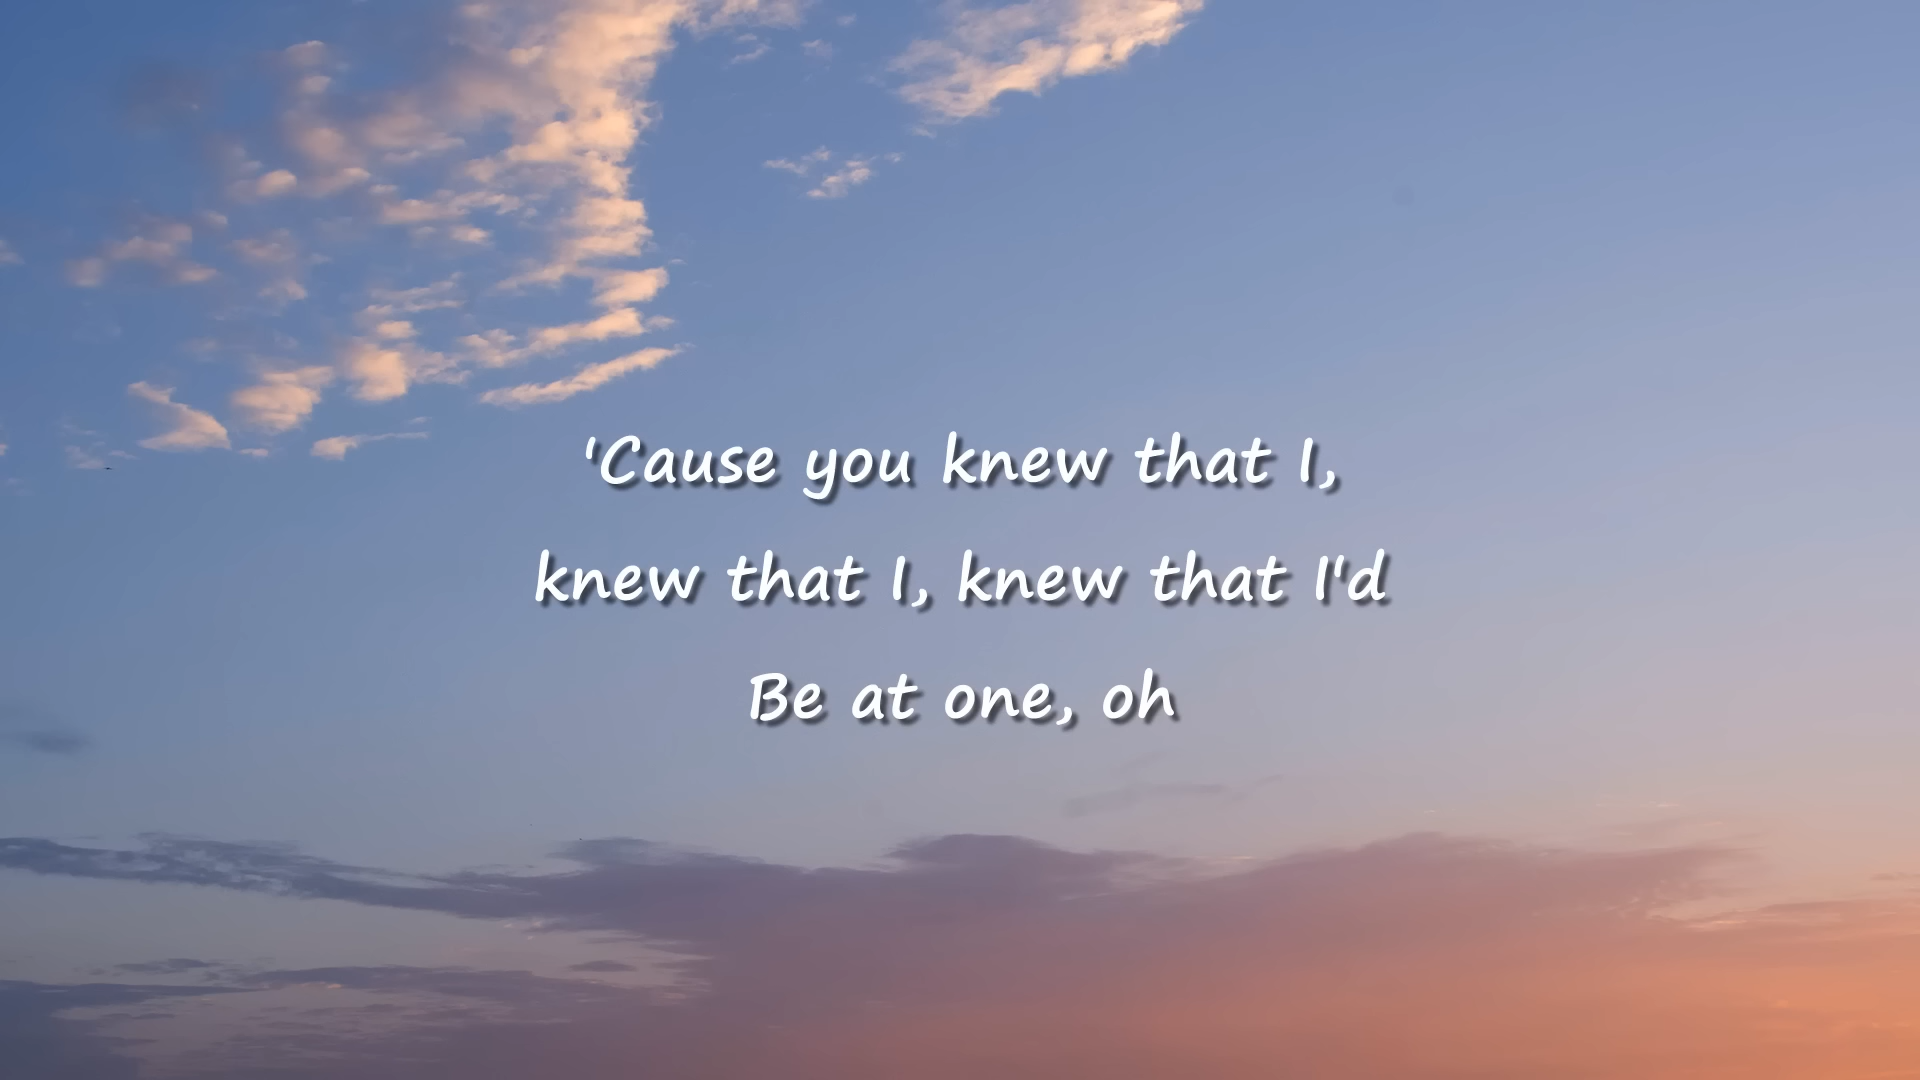 'Cause you knew that I,
knew that I, knew that I'd
Be at one, oh